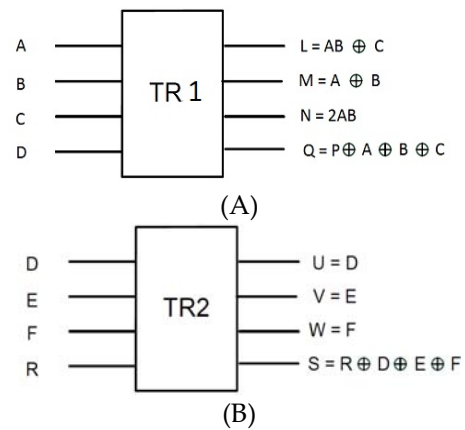 A TR 1 L = AB ⊕ C
B M = A ⊕ B
C N = 2AB
D Q = P⊕ A ⊕ B ⊕ C
(A)
D TR2 U = D
E V = E
F W = F
R S = R ⊕ D⊕ E ⊕ F
(B)